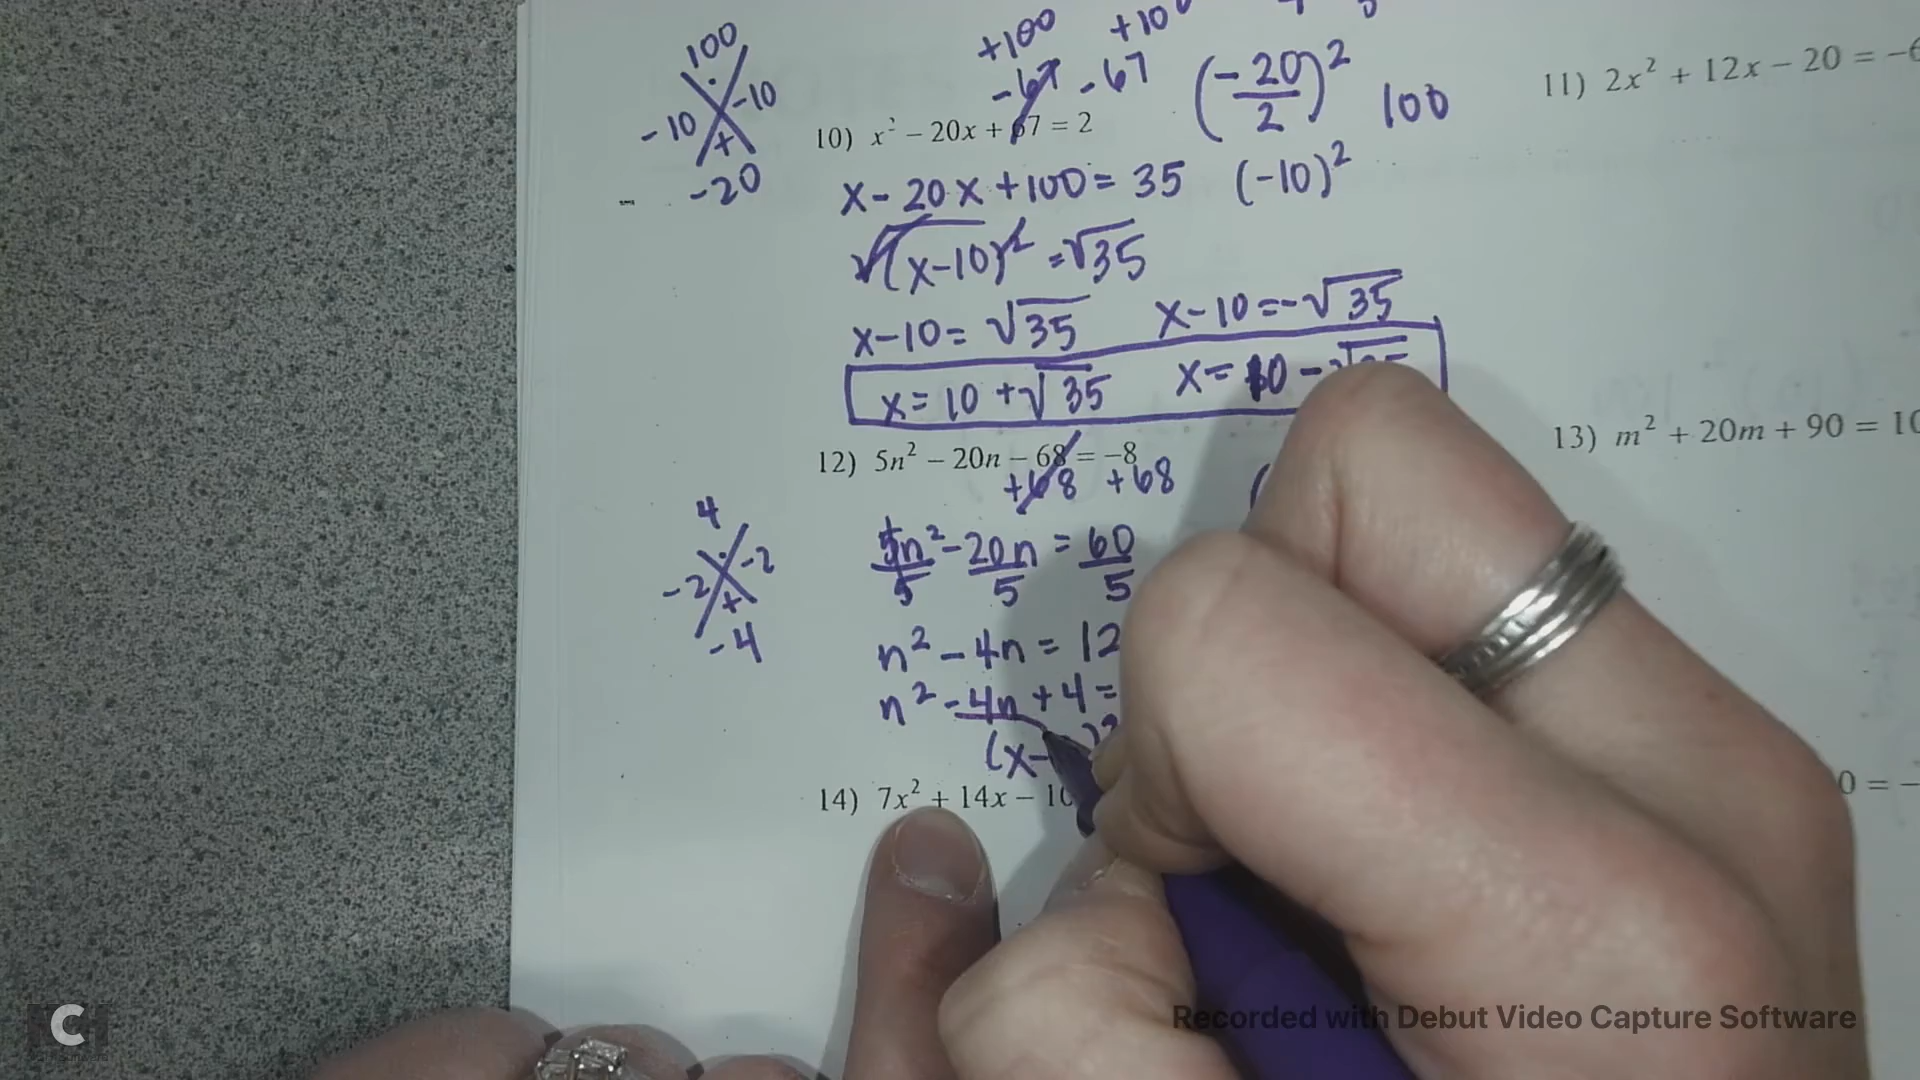 100
-10 -10
+
-20
+100 +10
-67 -67
(-20/2)² 100
10) x² − 20x + 67 = 2
x - 20x + 100 = 35 (-10)²
√(x-10)² = √35
x-10 = √35 x-10 = -√35
x = 10 + √35 x = 10 -
11) 2x² + 12x − 20 =
12) 5n² − 20n − 68 = −8
+68 +68
4
-2 -2
+
-4
5n²/5 - 20n/5 = 60/5
n² - 4n = 12
n² - 4n + 4 =
(x-
13) m² + 20m + 90 =
14) 7x² + 14x −
0 = −
C
Recorded with Debut Video Capture Software